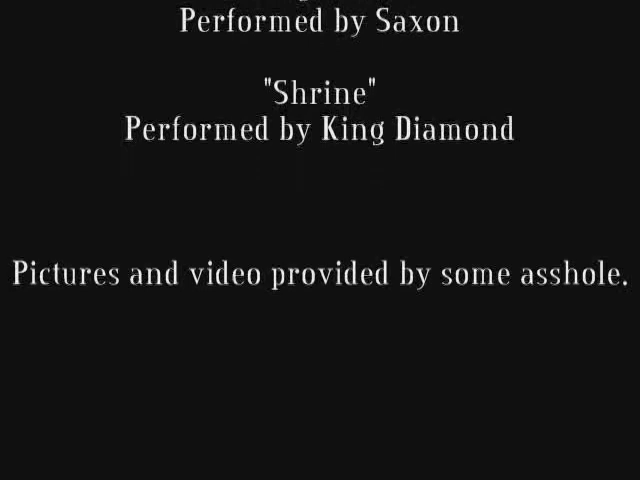 Performed by Saxon
"Shrine"
Performed by King Diamond
Pictures and video provided by some asshole.